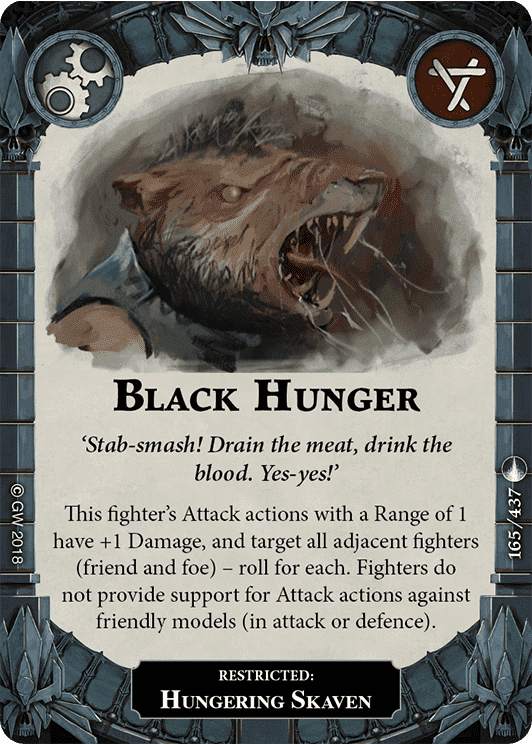 BLACK HUNGER
‘Stab-smash! Drain the meat, drink the
blood. Yes-yes!’
This fighter’s Attack actions with a Range of 1
have +1 Damage, and target all adjacent fighters
(friend and foe) – roll for each. Fighters do
not provide support for Attack actions against
friendly models (in attack or defence).
RESTRICTED:
HUNGERING SKAVEN
© GW 2018
165/437